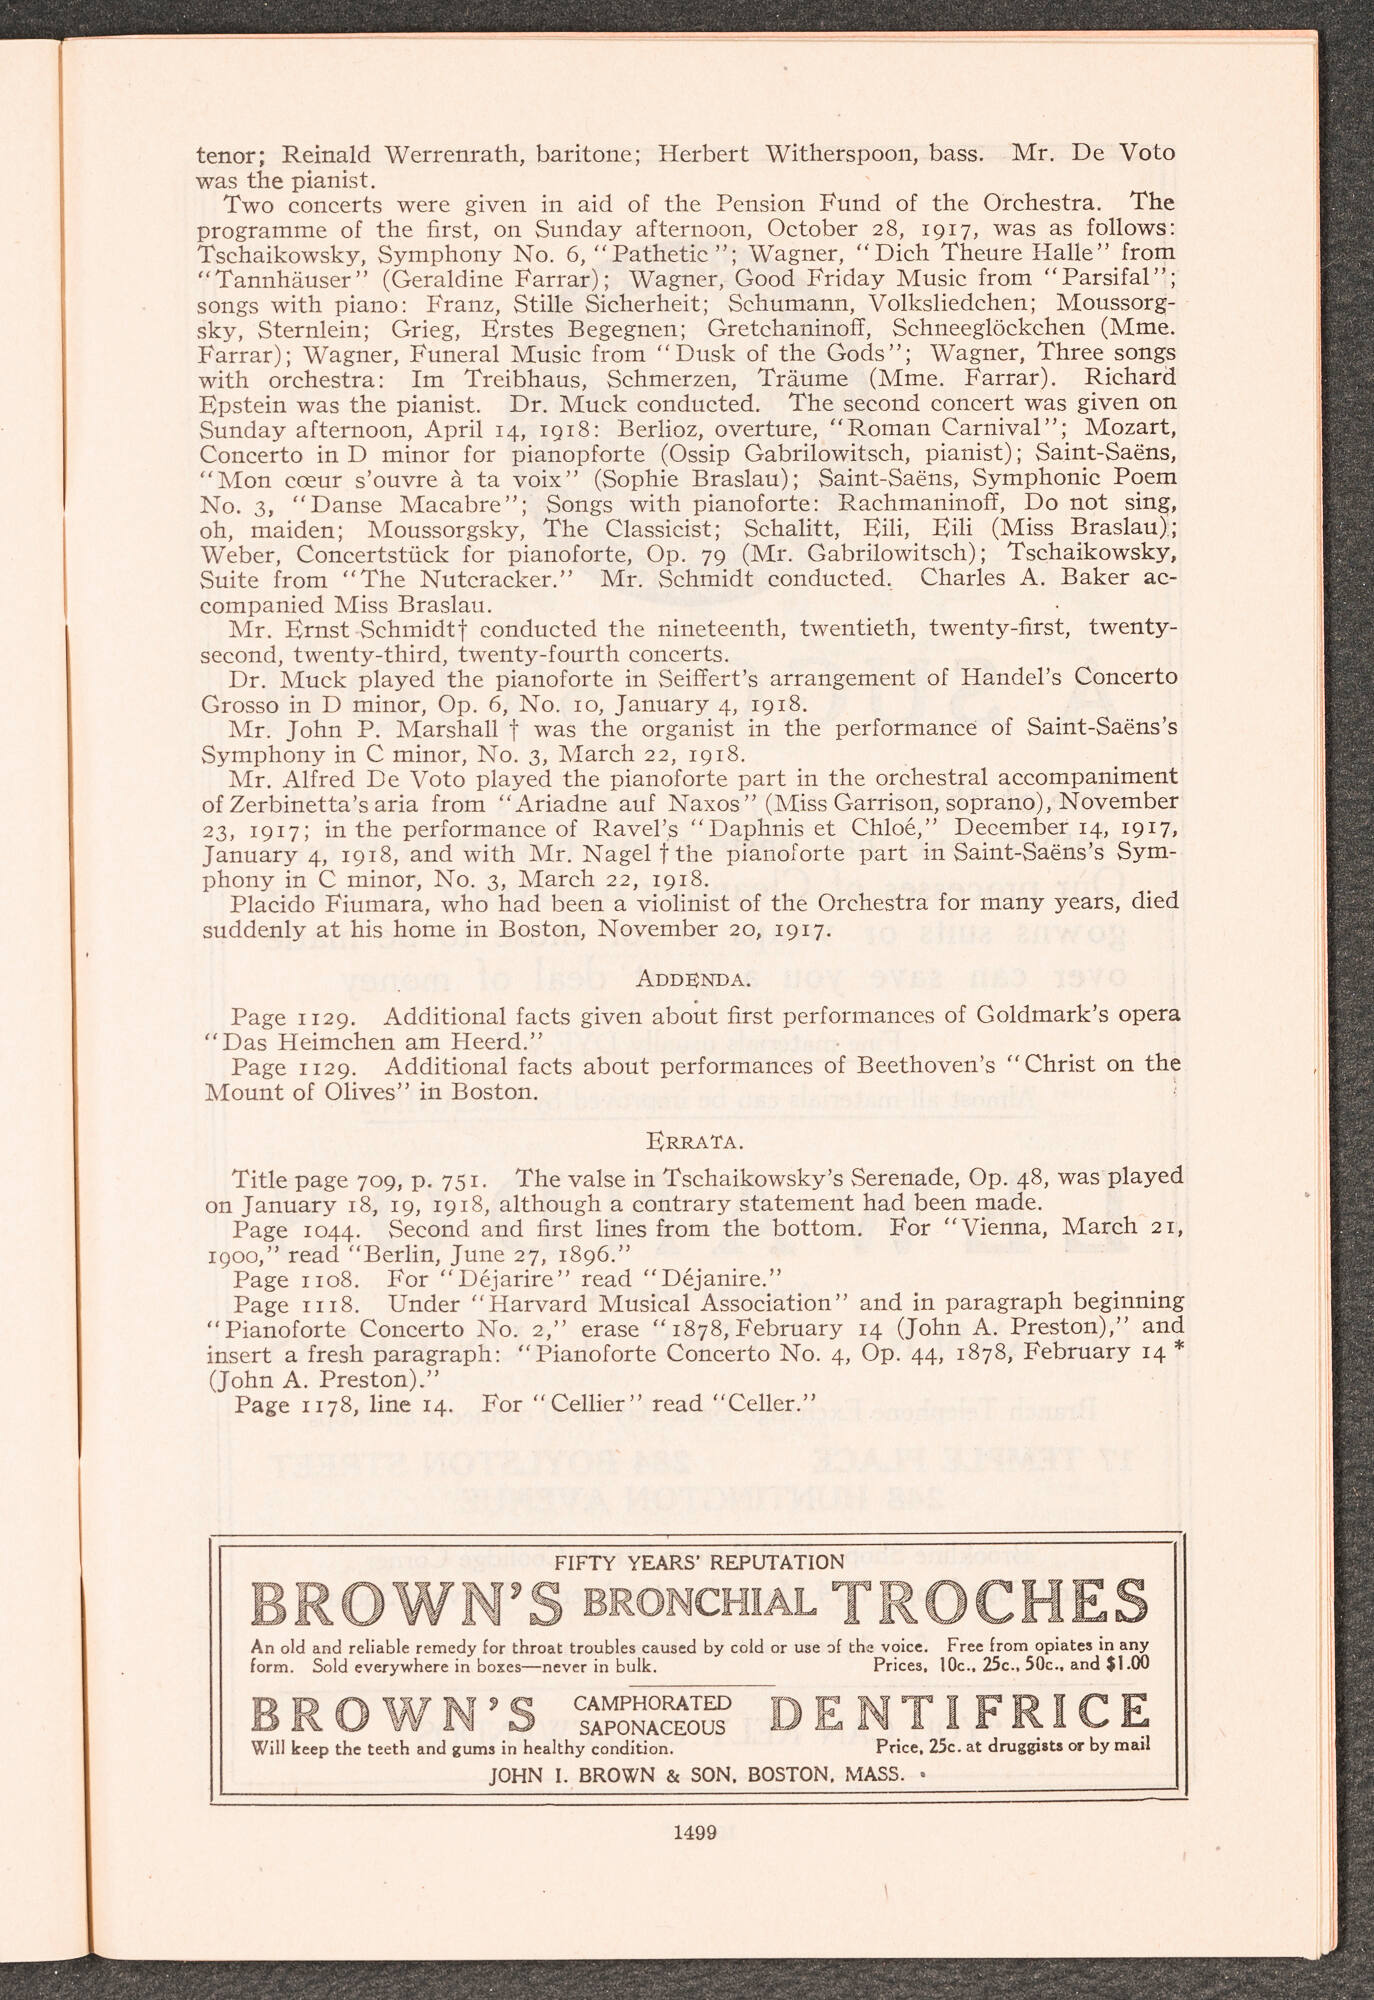 tenor; Reinald Werrenrath, baritone; Herbert Witherspoon, bass. Mr. De Voto
was the pianist.
Two concerts were given in aid of the Pension Fund of the Orchestra. The
programme of the first, on Sunday afternoon, October 28, 1917, was as follows:
Tschaikowsky, Symphony No. 6, "Pathetic"; Wagner, "Dich Theure Halle" from
"Tannhäuser" (Geraldine Farrar); Wagner, Good Friday Music from "Parsifal";
songs with piano: Franz, Stille Sicherheit; Schumann, Volksliedchen; Moussorg-
sky, Sternlein; Grieg, Erstes Begegnen; Gretchaninoff, Schneeglöckchen (Mme.
Farrar); Wagner, Funeral Music from "Dusk of the Gods"; Wagner, Three songs
with orchestra: Im Treibhaus, Schmerzen, Träume (Mme. Farrar). Richard
Epstein was the pianist. Dr. Muck conducted. The second concert was given on
Sunday afternoon, April 14, 1918: Berlioz, overture, "Roman Carnival"; Mozart,
Concerto in D minor for pianopforte (Ossip Gabrilowitsch, pianist); Saint-Saëns,
"Mon cœur s'ouvre à ta voix" (Sophie Braslau); Saint-Saëns, Symphonic Poem
No. 3, "Danse Macabre"; Songs with pianoforte: Rachmaninoff, Do not sing,
oh, maiden; Moussorgsky, The Classicist; Schalitt, Eili, Eili (Miss Braslau);
Weber, Concertstück for pianoforte, Op. 79 (Mr. Gabrilowitsch); Tschaikowsky,
Suite from "The Nutcracker." Mr. Schmidt conducted. Charles A. Baker ac-
companied Miss Braslau.
Mr. Ernst Schmidt† conducted the nineteenth, twentieth, twenty-first, twenty-
second, twenty-third, twenty-fourth concerts.
Dr. Muck played the pianoforte in Seiffert's arrangement of Handel's Concerto
Grosso in D minor, Op. 6, No. 10, January 4, 1918.
Mr. John P. Marshall † was the organist in the performance of Saint-Saëns's
Symphony in C minor, No. 3, March 22, 1918.
Mr. Alfred De Voto played the pianoforte part in the orchestral accompaniment
of Zerbinetta's aria from "Ariadne auf Naxos" (Miss Garrison, soprano), November
23, 1917; in the performance of Ravel's "Daphnis et Chloé," December 14, 1917,
January 4, 1918, and with Mr. Nagel † the pianoforte part in Saint-Saëns's Sym-
phony in C minor, No. 3, March 22, 1918.
Placido Fiumara, who had been a violinist of the Orchestra for many years, died
suddenly at his home in Boston, November 20, 1917.
ADDENDA.
Page 1129. Additional facts given about first performances of Goldmark's opera
"Das Heimchen am Heerd."
Page 1129. Additional facts about performances of Beethoven's "Christ on the
Mount of Olives" in Boston.
ERRATA.
Title page 709, p. 751. The valse in Tschaikowsky's Serenade, Op. 48, was played
on January 18, 19, 1918, although a contrary statement had been made.
Page 1044. Second and first lines from the bottom. For "Vienna, March 21,
1900," read "Berlin, June 27, 1896."
Page 1108. For "Déjarire" read "Déjanire."
Page 1118. Under "Harvard Musical Association" and in paragraph beginning
"Pianoforte Concerto No. 2," erase "1878, February 14 (John A. Preston)," and
insert a fresh paragraph: "Pianoforte Concerto No. 4, Op. 44, 1878, February 14 *
(John A. Preston)."
Page 1178, line 14. For "Cellier" read "Celler."
FIFTY YEARS' REPUTATION
BROWN'S BRONCHIAL TROCHES
An old and reliable remedy for throat troubles caused by cold or use of the voice. Free from opiates in any
form. Sold everywhere in boxes—never in bulk. Prices, 10c., 25c., 50c., and $1.00
BROWN'S CAMPHORATED SAPONACEOUS DENTIFRICE
Will keep the teeth and gums in healthy condition. Price, 25c. at druggists or by mail
JOHN I. BROWN & SON, BOSTON, MASS.
1499